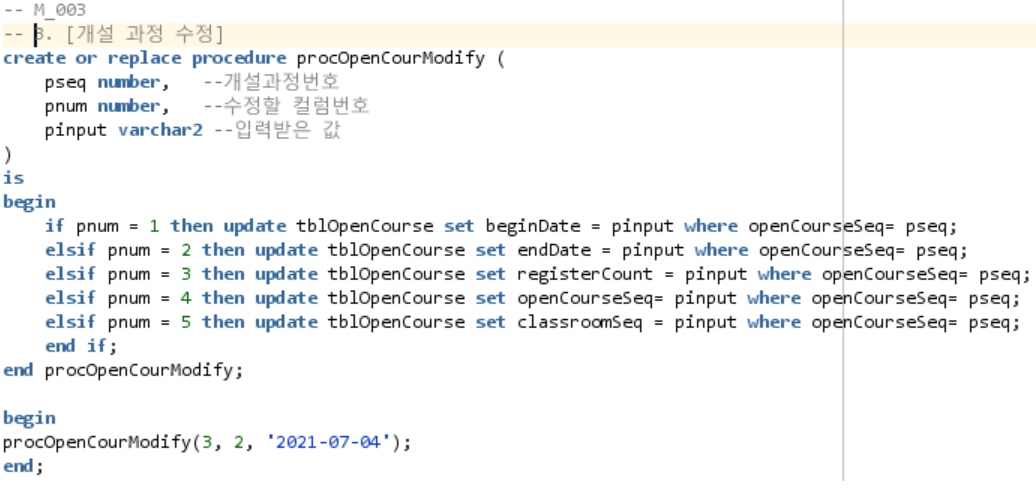 -- M_003
-- 3. [개설 과정 수정]
create or replace procedure procOpenCourModify (
    pseq number,   --개설과정번호
    pnum number,   --수정할 컬럼번호
    pinput varchar2 --입력받은 값
)
is
begin
    if pnum = 1 then update tblOpenCourse set beginDate = pinput where openCourseSeq= pseq;
    elsif pnum = 2 then update tblOpenCourse set endDate = pinput where openCourseSeq= pseq;
    elsif pnum = 3 then update tblOpenCourse set registerCount = pinput where openCourseSeq= pseq;
    elsif pnum = 4 then update tblOpenCourse set openCourseSeq= pinput where openCourseSeq= pseq;
    elsif pnum = 5 then update tblOpenCourse set classroomSeq = pinput where openCourseSeq= pseq;
    end if;
end procOpenCourModify;
begin
procOpenCourModify(3, 2, '2021-07-04');
end;